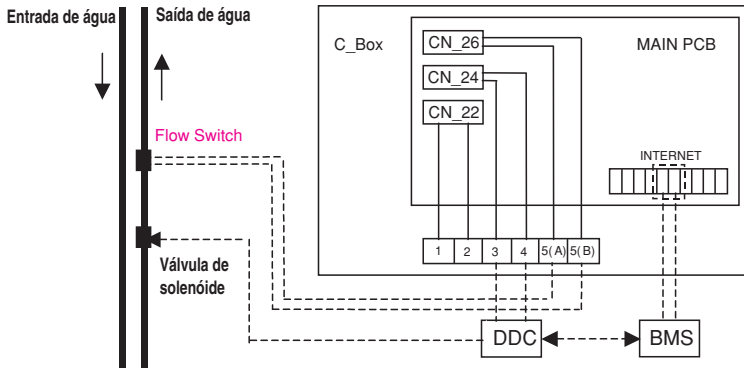 Entrada de água
Saída de água
Flow Switch
Válvula de
solenóide
C_Box
MAIN PCB
CN_26
CN_24
CN_22
INTERNET
1 2 3 4 5(A) 5(B)
DDC
BMS